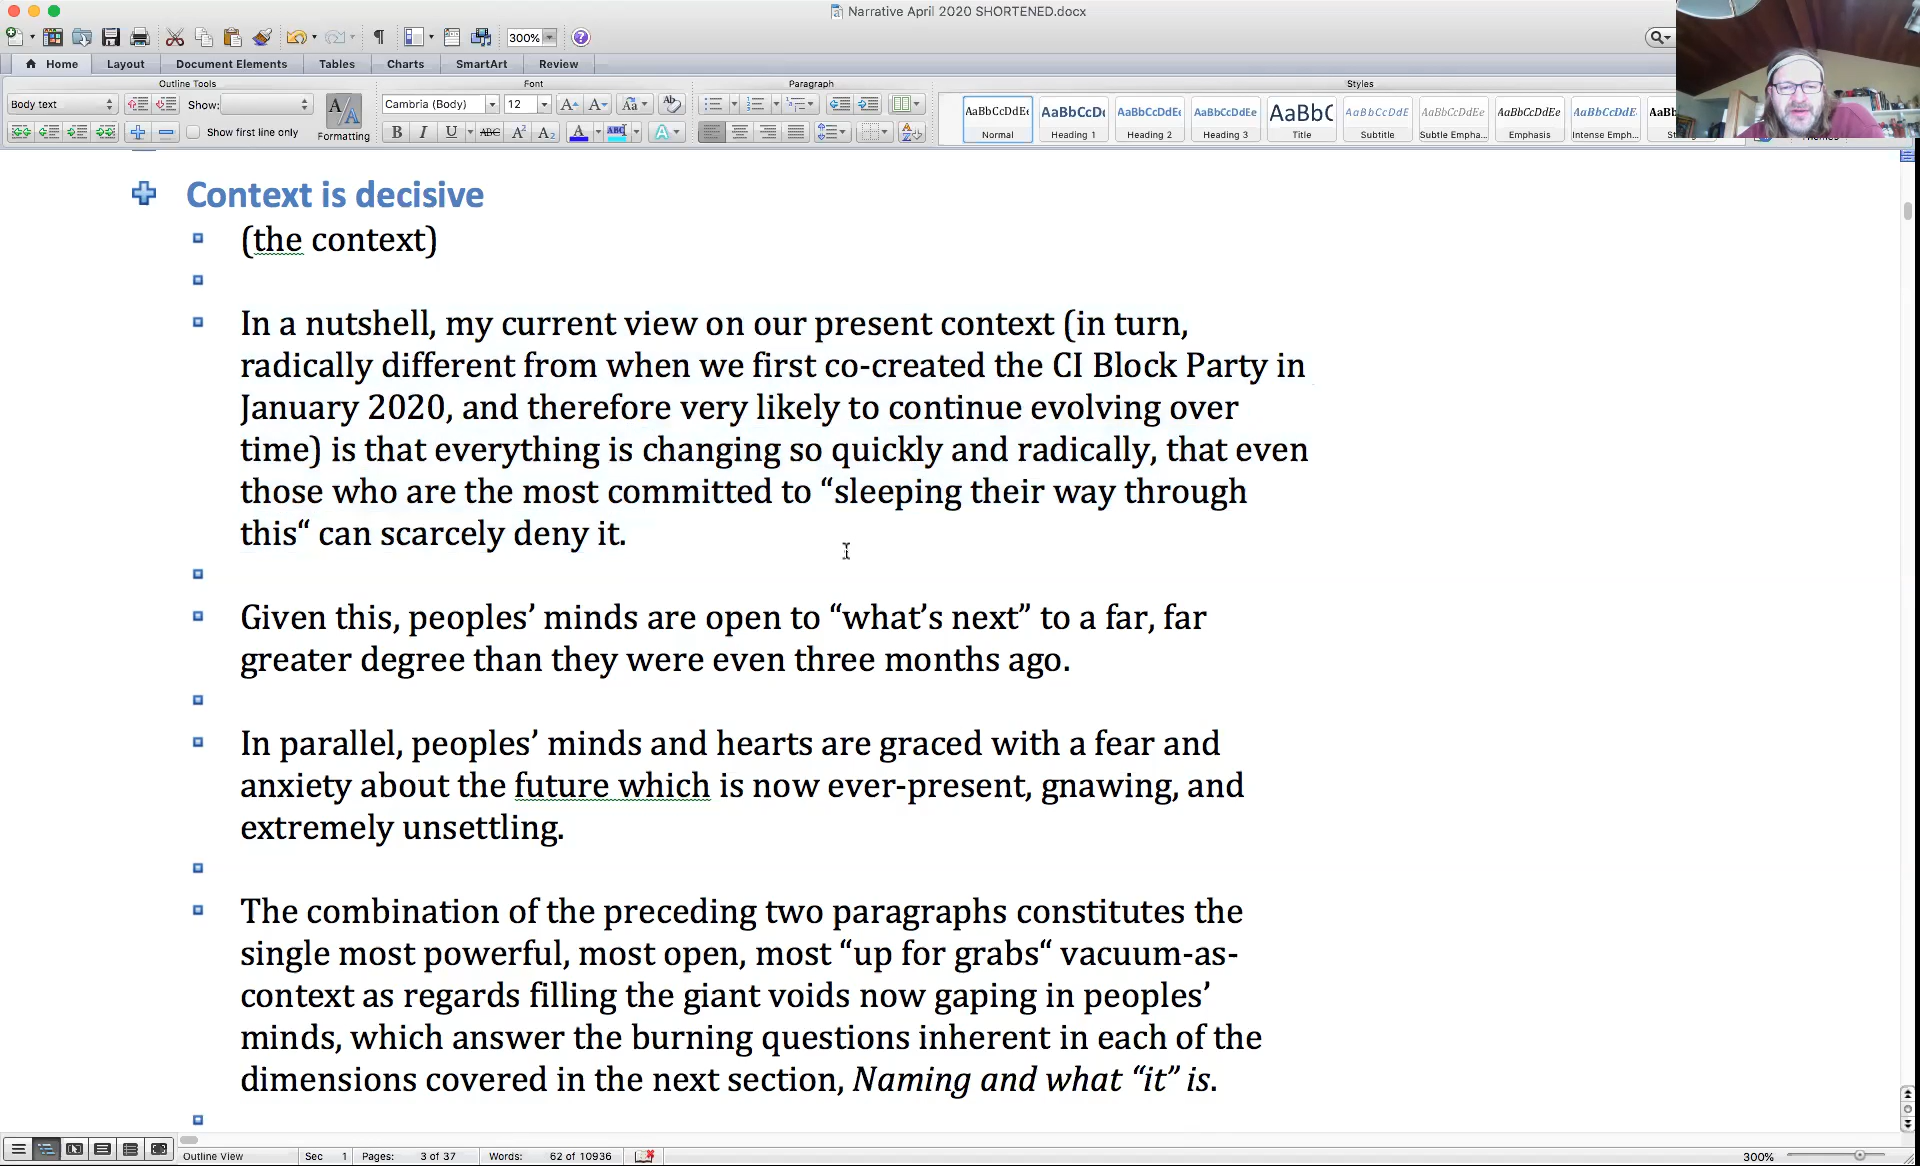 Narrative April 2020 SHORTENED.docx
300%
Home Layout Document Elements Tables Charts SmartArt Review
Outline Tools Font Paragraph Styles
Body text Show: Formatting Cambria (Body) 12
Show first line only
AaBbCcDdEe Normal
AaBbCcDc Heading 1
AaBbCcDdEe Heading 2
AaBbCcDdEe Heading 3
AaBbC Title
AaBbCcDdE Subtitle
AaBbCcDdEe Subtle Empha...
AaBbCcDdEe Emphasis
AaBbCcDdE Intense Emph...
Context is decisive
(the context)
In a nutshell, my current view on our present context (in turn,
radically different from when we first co-created the CI Block Party in
January 2020, and therefore very likely to continue evolving over
time) is that everything is changing so quickly and radically, that even
those who are the most committed to “sleeping their way through
this“ can scarcely deny it.
Given this, peoples’ minds are open to “what’s next” to a far, far
greater degree than they were even three months ago.
In parallel, peoples’ minds and hearts are graced with a fear and
anxiety about the future which is now ever-present, gnawing, and
extremely unsettling.
The combination of the preceding two paragraphs constitutes the
single most powerful, most open, most “up for grabs“ vacuum-as-
context as regards filling the giant voids now gaping in peoples’
minds, which answer the burning questions inherent in each of the
dimensions covered in the next section, Naming and what “it” is.
Outline View Sec 1 Pages: 3 of 37 Words: 62 of 10936 300%